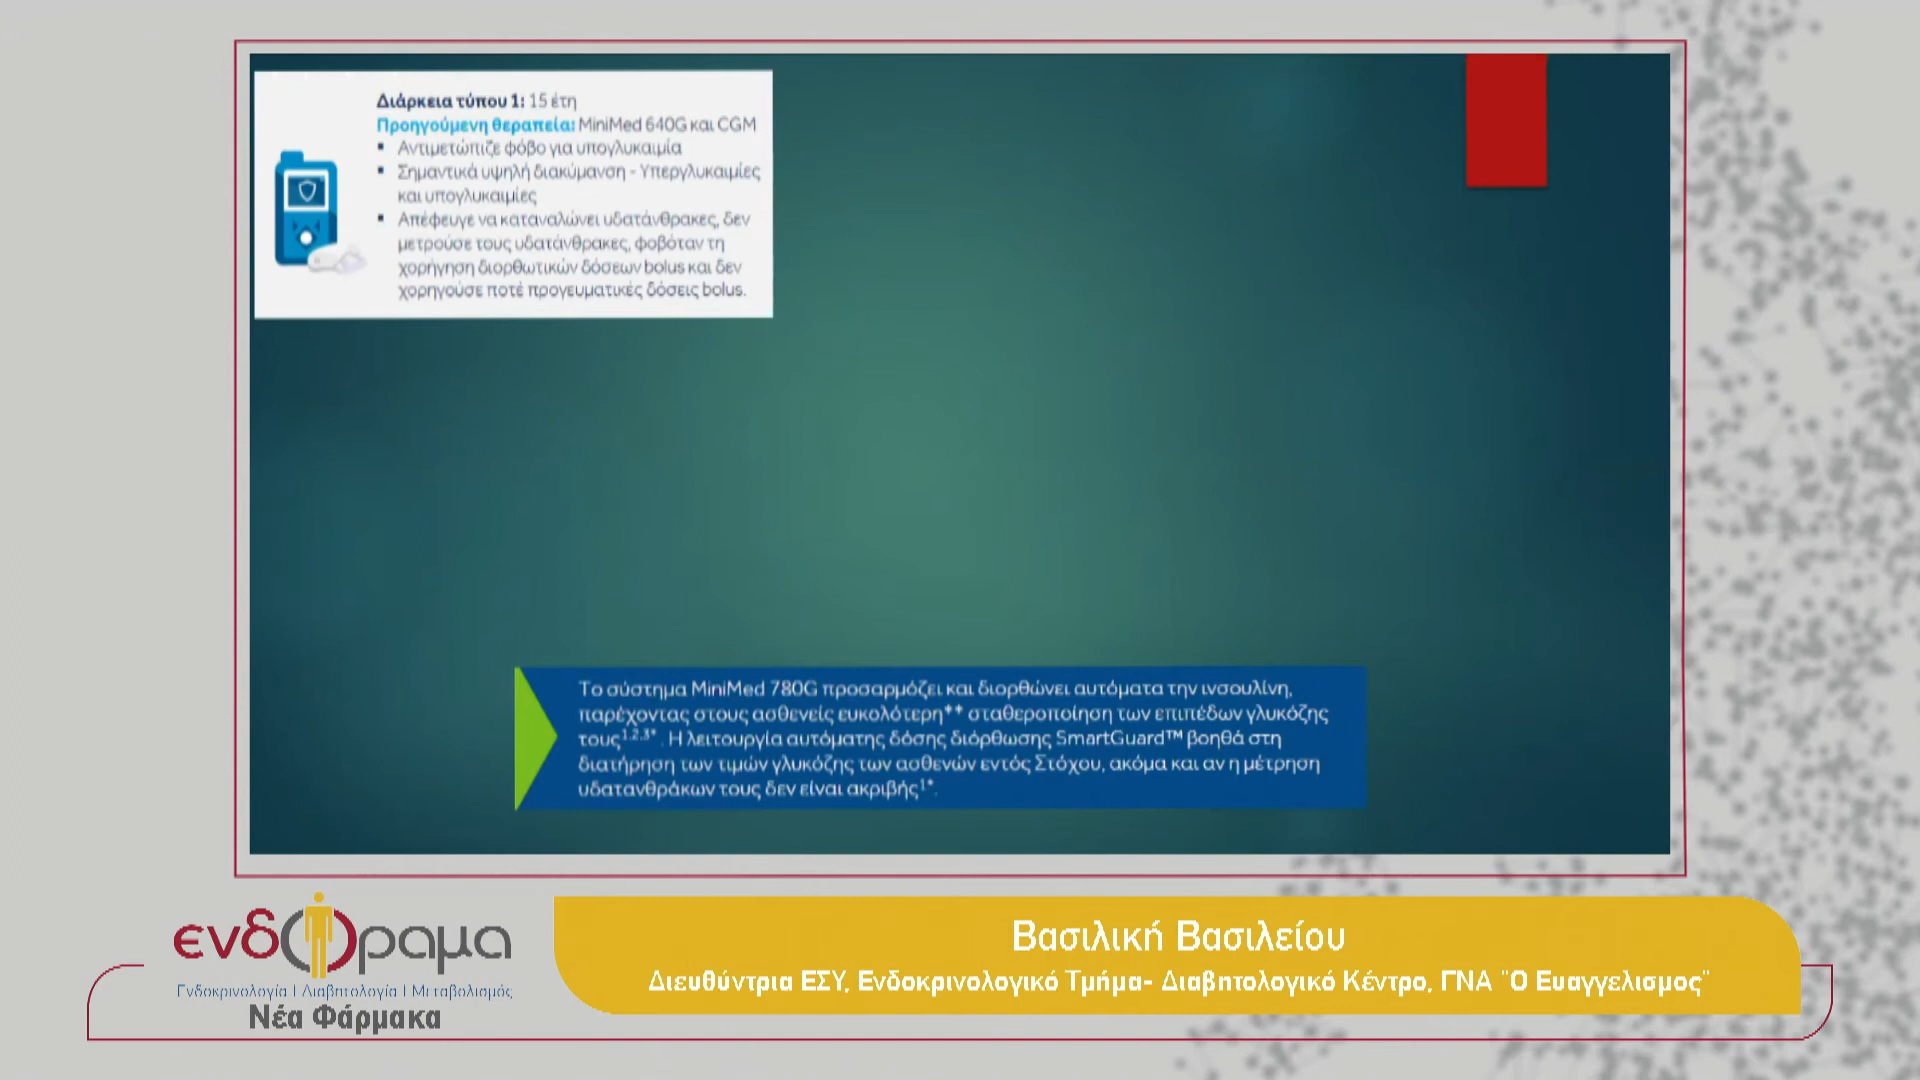 Διάρκεια τύπου 1: 15 έτη
Προηγούμενη θεραπεία: MiniMed 640G και CGM
▪ Αντιμετώπιζε φόβο για υπογλυκαιμία
▪ Σημαντικά υψηλή διακύμανση - Υπεργλυκαιμίες
και υπογλυκαιμίες
▪ Απέφευγε να καταναλώνει υδατάνθρακες, δεν
μετρούσε τους υδατάνθρακες, φοβόταν τη
χορήγηση διορθωτικών δόσεων bolus και δεν
χορηγούσε ποτέ προγευματικές δόσεις bolus.
Το σύστημα MiniMed 780G προσαρμόζει και διορθώνει αυτόματα την ινσουλίνη,
παρέχοντας στους ασθενείς ευκολότερη** σταθεροποίηση των επιπέδων γλυκόζης
τους1,2,3* . Η λειτουργία αυτόματης δόσης διόρθωσης SmartGuard™ βοηθά στη
διατήρηση των τιμών γλυκόζης των ασθενών εντός Στόχου, ακόμα και αν η μέτρηση
υδατανθράκων τους δεν είναι ακριβής1*.
ενδόραμα
Ενδοκρινολογία | Διαβητολογία | Μεταβολισμός
Νέα Φάρμακα
Βασιλική Βασιλείου
Διευθύντρια ΕΣΥ, Ενδοκρινολογικό Τμήμα- Διαβητολογικό Κέντρο, ΓΝΑ "Ο Ευαγγελισμος"